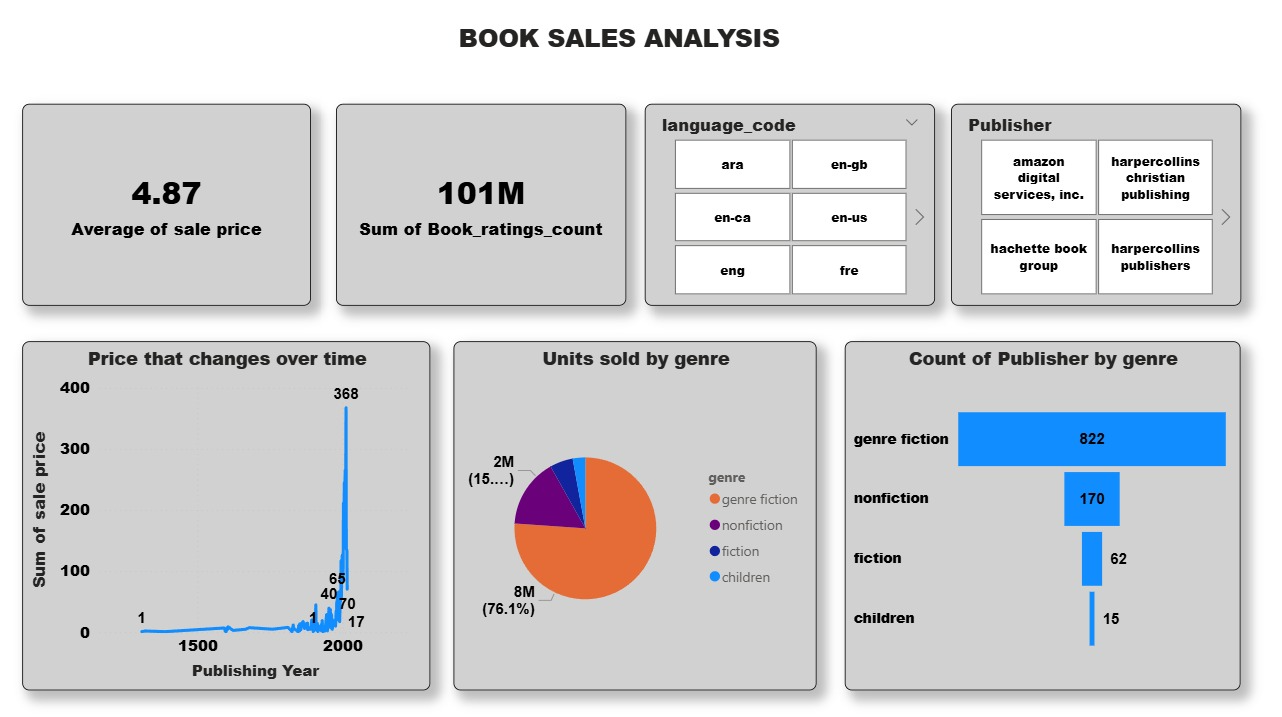 BOOK SALES ANALYSIS
4.87
Average of sale price
101M
Sum of Book_ratings_count
language_code
ara
en-gb
en-ca
en-us
eng
fre
Publisher
amazon
digital
services, inc.
harpercollins
christian
publishing
hachette book
group
harpercollins
publishers
Price that changes over time
Sum of sale price
400
300
200
100
0
368
65
40
70
1
1
17
1500
2000
Publishing Year
Units sold by genre
2M
(15....)
8M
(76.1%)
genre
genre fiction
nonfiction
fiction
children
Count of Publisher by genre
genre fiction
822
nonfiction
170
fiction
62
children
15